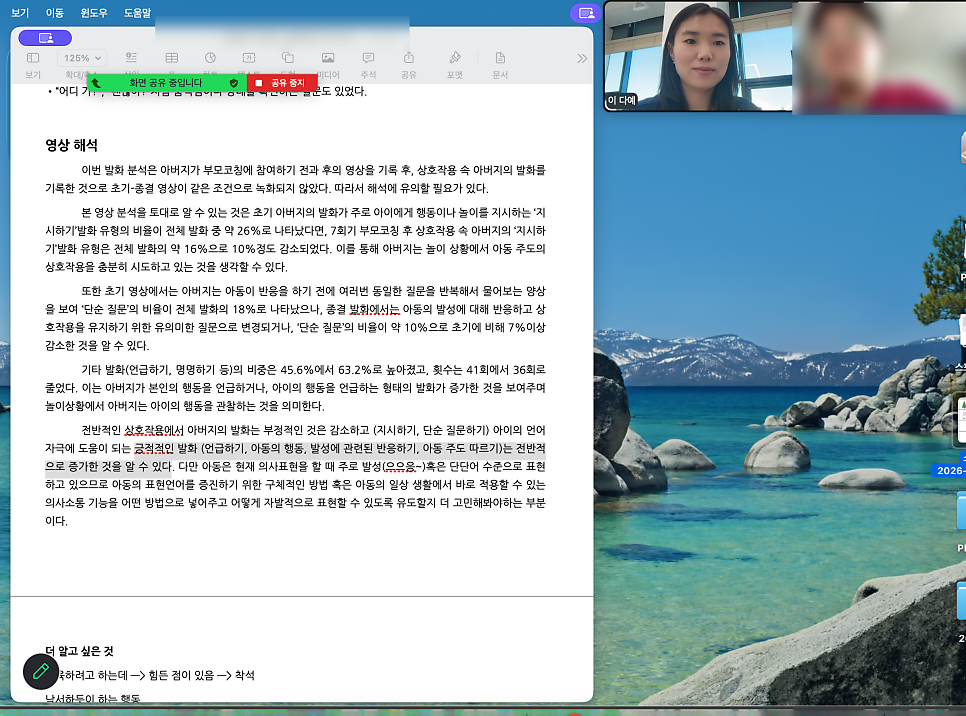 보기 이동 윈도우 도움말
125%
보기 확대/축소
미디어 주석 공유 포맷 문서
화면 공유 중입니다 공유 중지
이 다예
영상 해석
이번 발화 분석은 아버지가 부모코칭에 참여하기 전과 후의 영상을 기록 후, 상호작용 속 아버지의 발화를
기록한 것으로 초기-종결 영상이 같은 조건으로 녹화되지 않았다. 따라서 해석에 유의할 필요가 있다.
본 영상 분석을 토대로 알 수 있는 것은 초기 아버지의 발화가 주로 아이에게 행동이나 놀이를 지시하는 ‘지
시하기’발화 유형의 비율이 전체 발화 중 약 26%로 나타났다면, 7회기 부모코칭 후 상호작용 속 아버지의 ‘지시하
기’발화 유형은 전체 발화의 약 16%으로 10%정도 감소되었다. 이를 통해 아버지는 놀이 상황에서 아동 주도의
상호작용을 충분히 시도하고 있는 것을 생각할 수 있다.
또한 초기 영상에서는 아버지는 아동이 반응을 하기 전에 여러번 동일한 질문을 반복해서 물어보는 양상
을 보여 ‘단순 질문’의 비율이 전체 발화의 18%로 나타났으나, 종결 발화에서는 아동의 발성에 대해 반응하고 상
호작용을 유지하기 위한 유의미한 질문으로 변경되거나, ‘단순 질문’의 비율이 약 10%으로 초기에 비해 7%이상
감소한 것을 알 수 있다.
기타 발화(언급하기, 명명하기 등)의 비중은 45.6%에서 63.2%로 높아졌고, 횟수는 41회에서 36회로
줄었다. 이는 아버지가 본인의 행동을 언급하거나, 아이의 행동을 언급하는 형태의 발화가 증가한 것을 보여주며
놀이상황에서 아버지는 아이의 행동을 관찰하는 것을 의미한다.
전반적인 상호작용에서 아버지의 발화는 부정적인 것은 감소하고 (지시하기, 단순 질문하기) 아이의 언어
자극에 도움이 되는 긍정적인 발화 (언급하기, 아동의 행동, 발성에 관련된 반응하기, 아동 주도 따르기)는 전반적
으로 증가한 것을 알 수 있다. 다만 아동은 현재 의사표현을 할 때 주로 발성(으으응~)혹은 단단어 수준으로 표현
하고 있으므로 아동의 표현언어를 증진하기 위한 구체적인 방법 혹은 아동의 일상 생활에서 바로 적용할 수 있는
의사소통 기능을 어떤 방법으로 넣어주고 어떻게 자발적으로 표현할 수 있도록 유도할지 더 고민해봐야하는 부분
이다.
더 알고 싶은 것
하려고 하는데 —> 힘든 점이 있음 —> 착석
낯서하듯이 하는 행동
2026-